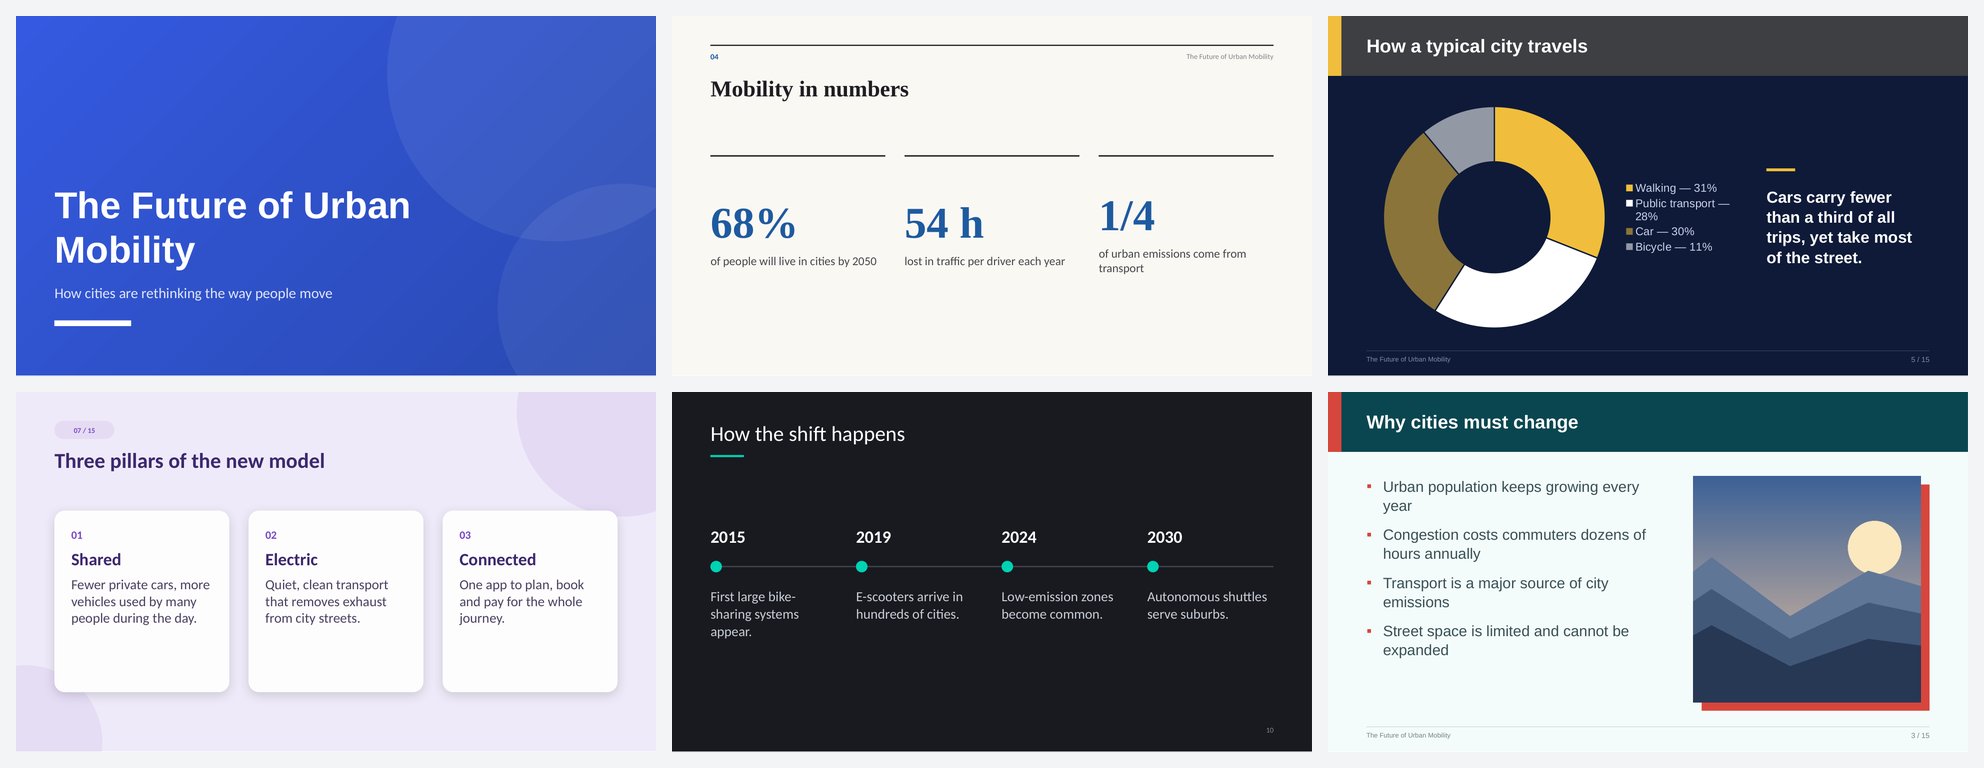 The Future of Urban
Mobility
How cities are rethinking the way people move
04
The Future of Urban Mobility
Mobility in numbers
68%
of people will live in cities by 2050
54 h
lost in traffic per driver each year
1/4
of urban emissions come from
transport
How a typical city travels
Walking — 31%
Public transport —
28%
Car — 30%
Bicycle — 11%
Cars carry fewer
than a third of all
trips, yet take most
of the street.
The Future of Urban Mobility
5 / 15
07 / 15
Three pillars of the new model
01
Shared
Fewer private cars, more
vehicles used by many
people during the day.
02
Electric
Quiet, clean transport
that removes exhaust
from city streets.
03
Connected
One app to plan, book
and pay for the whole
journey.
How the shift happens
2015
First large bike-
sharing systems
appear.
2019
E-scooters arrive in
hundreds of cities.
2024
Low-emission zones
become common.
2030
Autonomous shuttles
serve suburbs.
10
Why cities must change
Urban population keeps growing every
year
Congestion costs commuters dozens of
hours annually
Transport is a major source of city
emissions
Street space is limited and cannot be
expanded
The Future of Urban Mobility
3 / 15